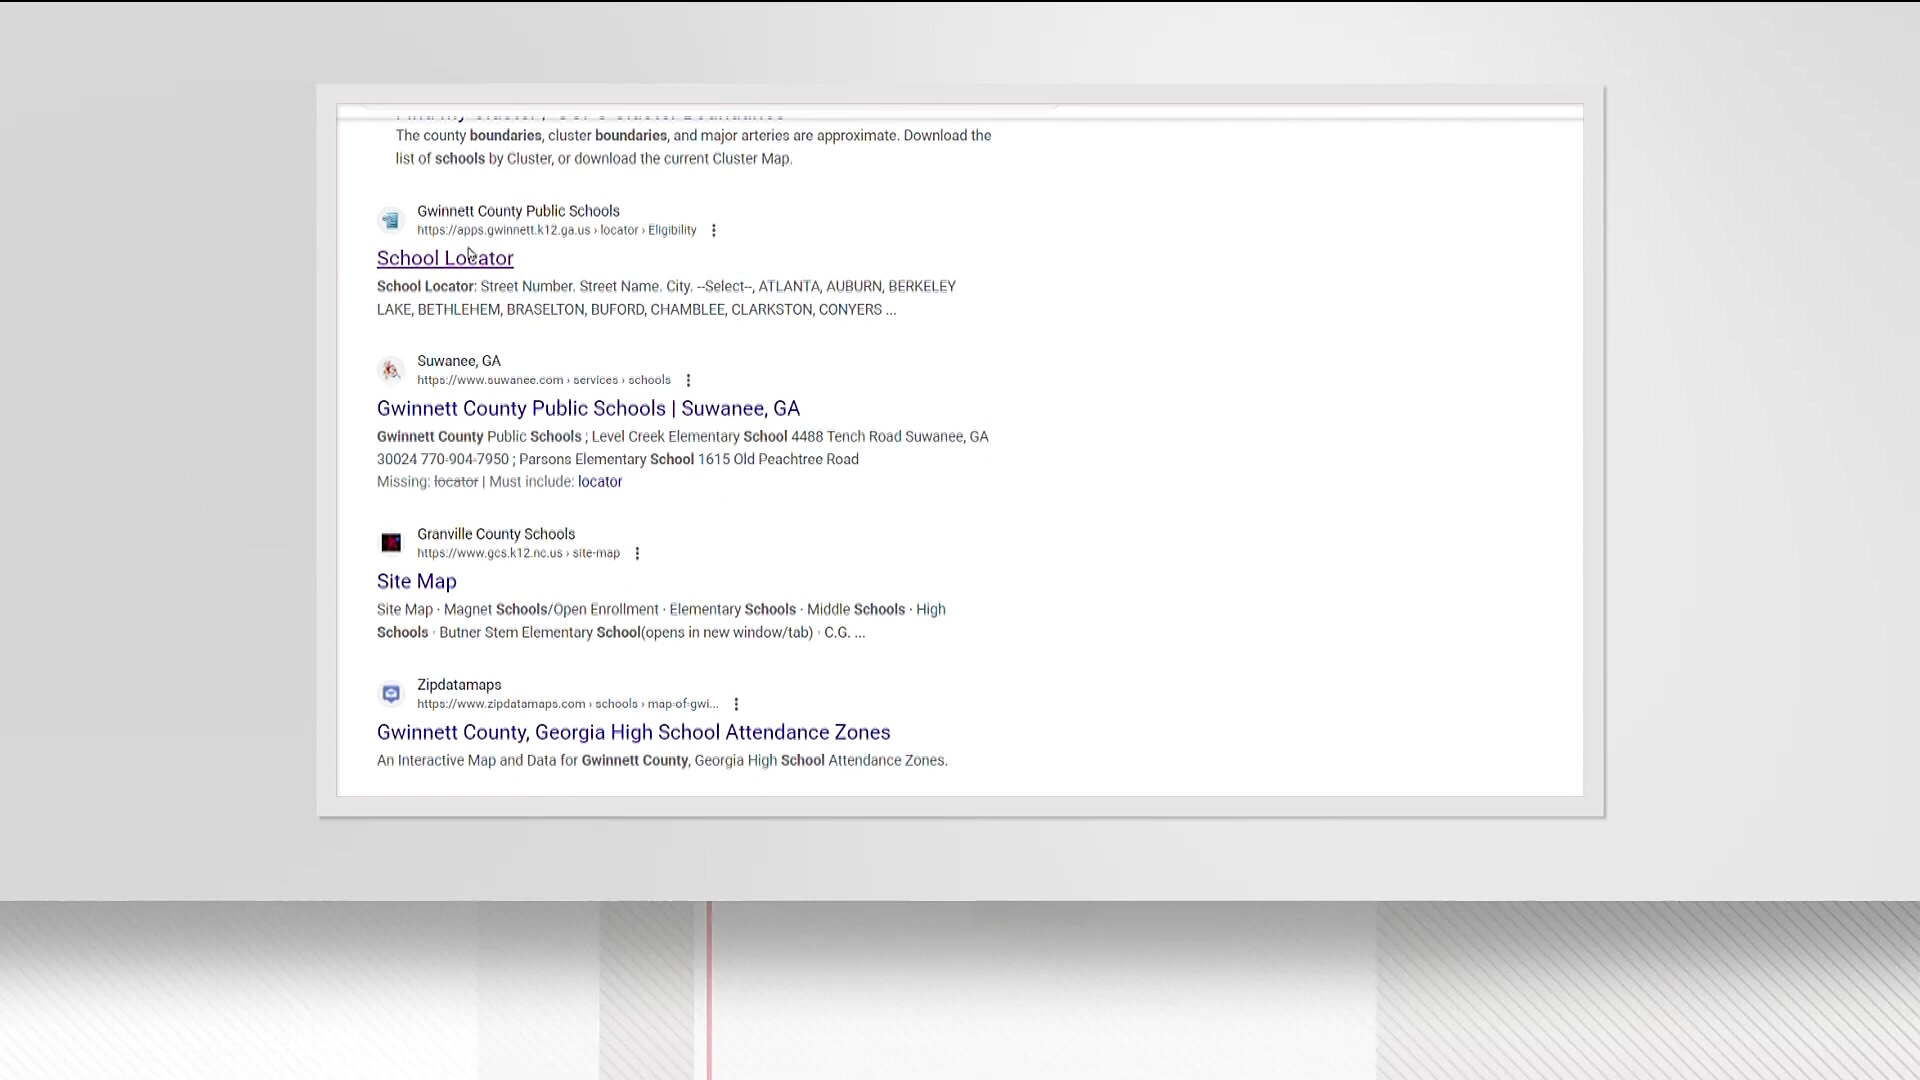 The county boundaries, cluster boundaries, and major arteries are approximate. Download the
list of schools by Cluster, or download the current Cluster Map.
Gwinnett County Public Schools
https://apps.gwinnett.k12.ga.us › locator › Eligibility
School Locator
School Locator: Street Number. Street Name. City. --Select--, ATLANTA, AUBURN, BERKELEY
LAKE, BETHLEHEM, BRASELTON, BUFORD, CHAMBLEE, CLARKSTON, CONYERS ...
Suwanee, GA
https://www.suwanee.com › services › schools
Gwinnett County Public Schools | Suwanee, GA
Gwinnett County Public Schools ; Level Creek Elementary School 4488 Tench Road Suwanee, GA
30024 770-904-7950 ; Parsons Elementary School 1615 Old Peachtree Road
Missing: locator | Must include: locator
Granville County Schools
https://www.gcs.k12.nc.us › site-map
Site Map
Site Map · Magnet Schools/Open Enrollment · Elementary Schools · Middle Schools · High
Schools · Butner Stem Elementary School(opens in new window/tab) · C.G. ...
Zipdatamaps
https://www.zipdatamaps.com › schools › map-of-gwi...
Gwinnett County, Georgia High School Attendance Zones
An Interactive Map and Data for Gwinnett County, Georgia High School Attendance Zones.